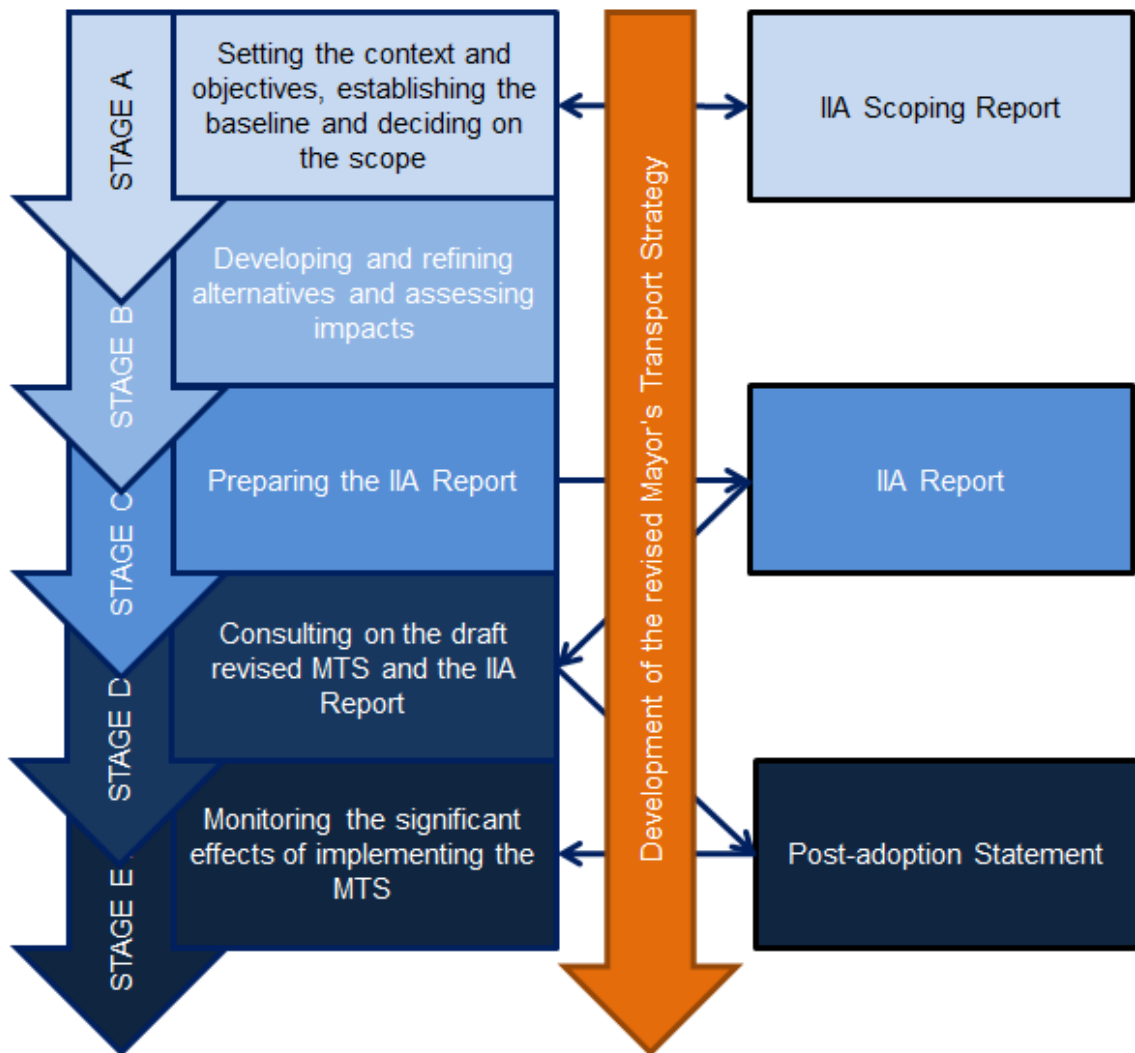 STAGE A
Setting the context and
objectives, establishing the
baseline and deciding on
the scope
IIA Scoping Report
STAGE B
Developing and refining
alternatives and assessing
impacts
Development of the revised Mayor's Transport Strategy
STAGE C
Preparing the IIA Report
IIA Report
STAGE D
Consulting on the draft
revised MTS and the IIA
Report
STAGE E
Monitoring the significant
effects of implementing the
MTS
Post-adoption Statement